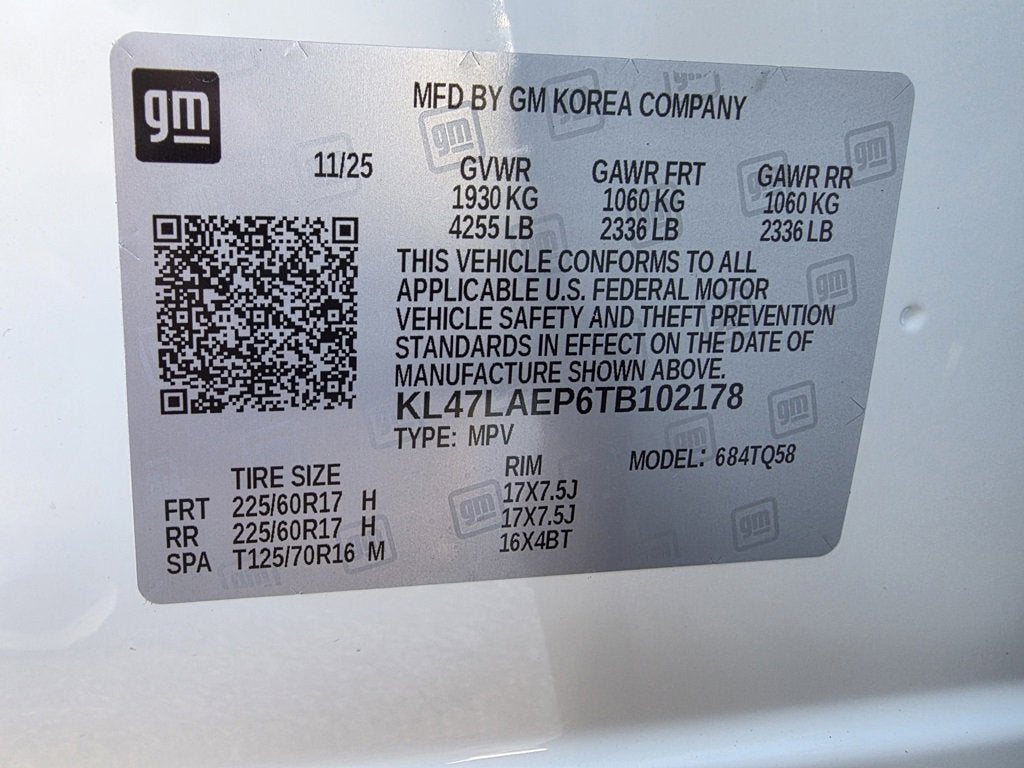 gm
MFD BY GM KOREA COMPANY
11/25
GVWR GAWR FRT GAWR RR
1930 KG 1060 KG 1060 KG
4255 LB 2336 LB 2336 LB
THIS VEHICLE CONFORMS TO ALL
APPLICABLE U.S. FEDERAL MOTOR
VEHICLE SAFETY AND THEFT PREVENTION
STANDARDS IN EFFECT ON THE DATE OF
MANUFACTURE SHOWN ABOVE.
KL47LAEP6TB102178
TYPE: MPV MODEL: 684TQ58
TIRE SIZE RIM
FRT 225/60R17 H 17X7.5J
RR 225/60R17 H 17X7.5J
SPA T125/70R16 M 16X4BT